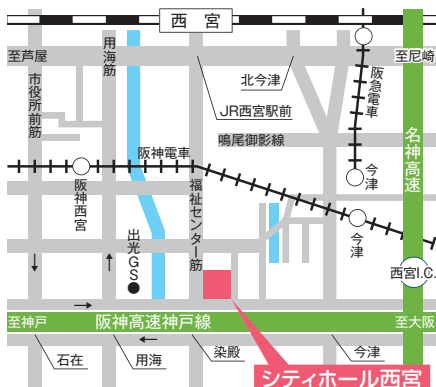 西宮
至芦屋
用海筋
至尼崎
市役所前筋
北今津
阪急電車
JR西宮駅前
鳴尾御影線
名神高速
阪神電車
今津
阪神西宮
福祉センター筋
出光GS
今津
西宮I.C.
至神戸
阪神高速神戸線
至大阪
石在
用海
染殿
今津
シティホール西宮